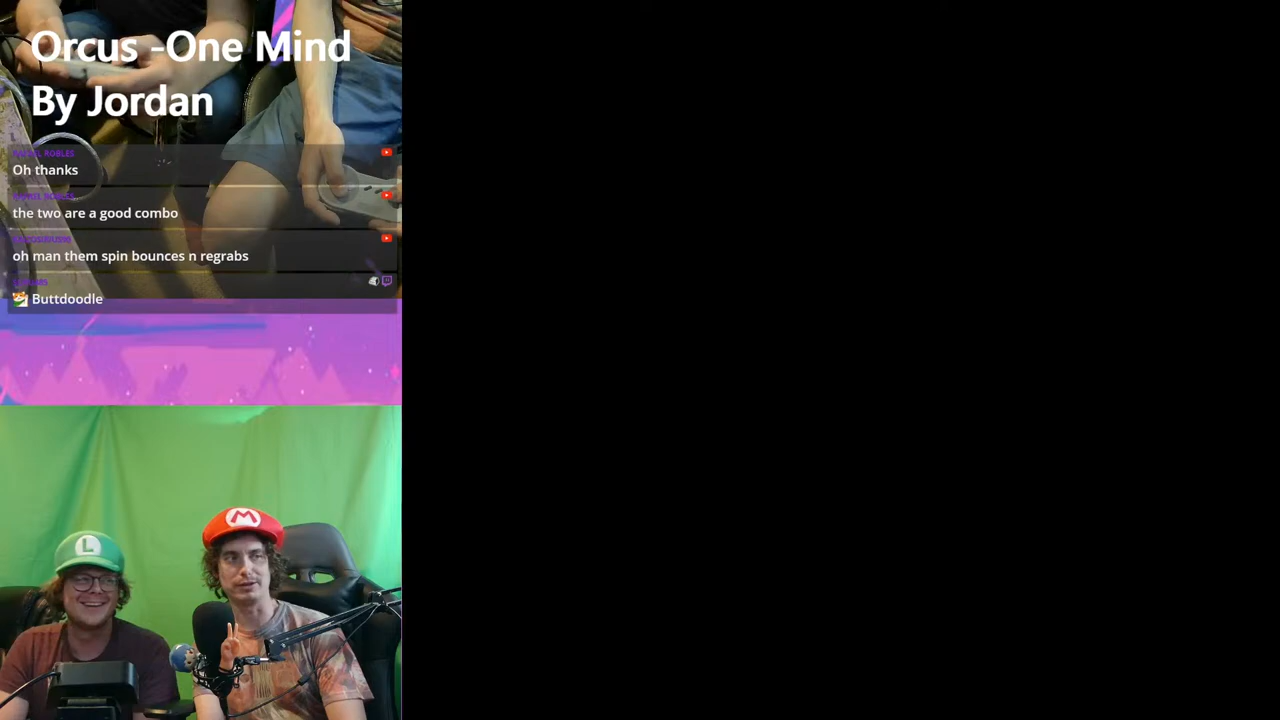 Orcus -One Mind
By Jordan
ROBLES
Oh thanks
the two are a good combo
oh man them spin bounces n regrabs
Buttdoodle
L
M